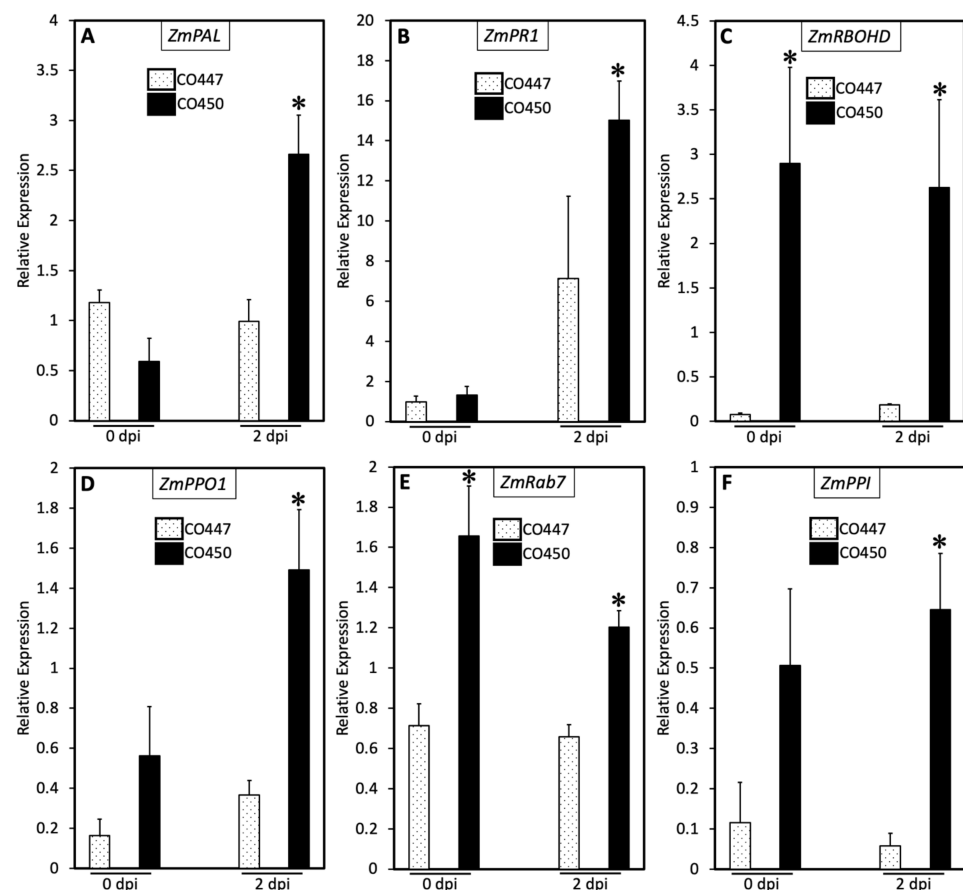 A
ZmPAL
CO447
CO450
*
Relative Expression
4
3.5
3
2.5
2
1.5
1
0.5
0
0 dpi
2 dpi
B
ZmPR1
CO447
CO450
*
Relative Expression
20
18
16
14
12
10
8
6
4
2
0
0 dpi
2 dpi
C
ZmRBOHD
CO447
CO450
*
*
Relative Expression
4.5
4
3.5
3
2.5
2
1.5
1
0.5
0
0 dpi
2 dpi
D
ZmPPO1
CO447
CO450
*
Relative Expression
2
1.8
1.6
1.4
1.2
1
0.8
0.6
0.4
0.2
0
0 dpi
2 dpi
E
ZmRab7
CO447
CO450
*
*
Relative Expression
2
1.8
1.6
1.4
1.2
1
0.8
0.6
0.4
0.2
0
0 dpi
2 dpi
F
ZmPPI
CO447
CO450
*
Relative Expression
1
0.9
0.8
0.7
0.6
0.5
0.4
0.3
0.2
0.1
0
0 dpi
2 dpi